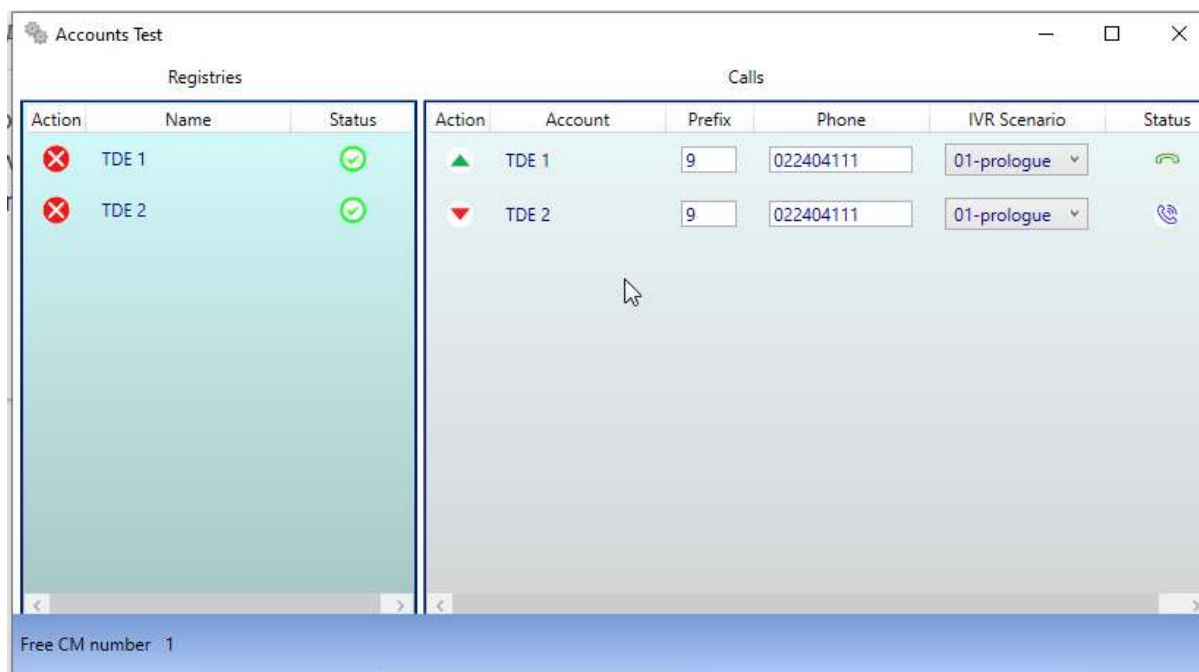 Accounts Test
Registries
Calls
Action Name Status
Action Account Prefix Phone IVR Scenario Status
TDE 1
TDE 1 9 022404111 01-prologue
TDE 2
TDE 2 9 022404111 01-prologue
Free CM number 1